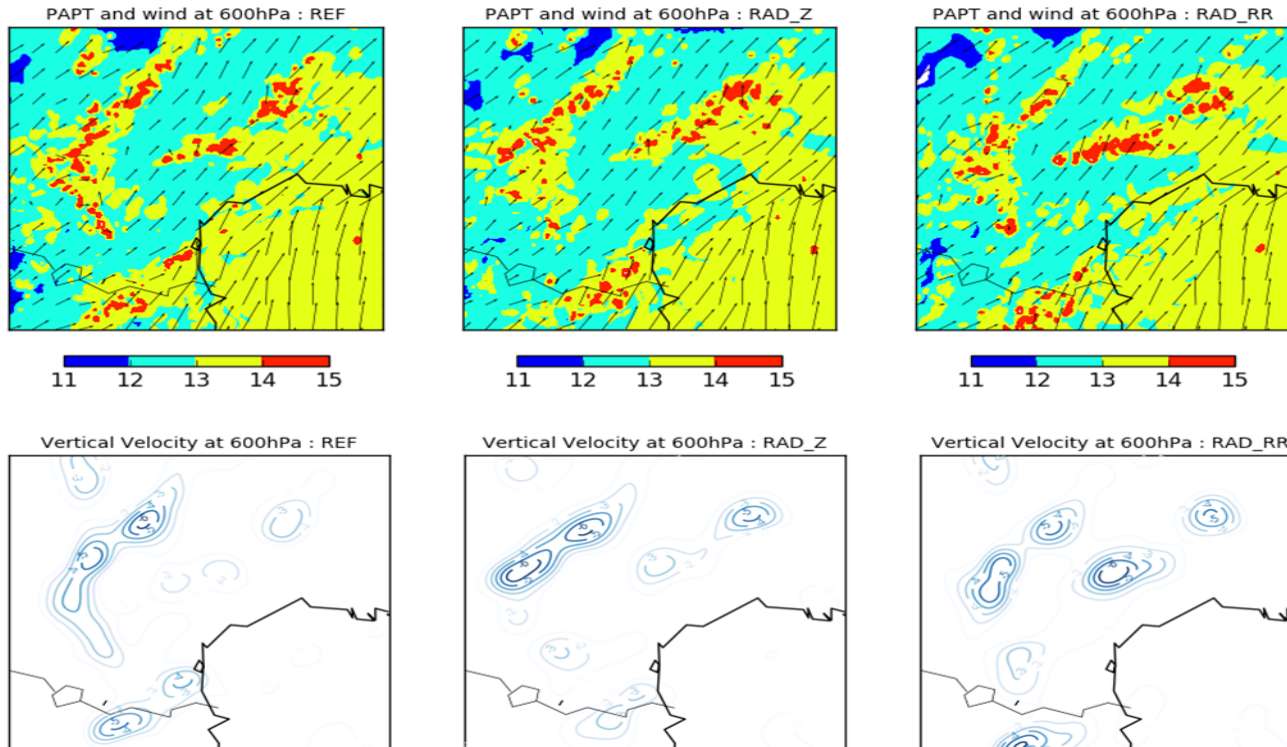 PAPT and wind at 600hPa : REF
PAPT and wind at 600hPa : RAD_Z
PAPT and wind at 600hPa : RAD_RR
11 12 13 14 15
11 12 13 14 15
11 12 13 14 15
Vertical Velocity at 600hPa : REF
Vertical Velocity at 600hPa : RAD_Z
Vertical Velocity at 600hPa : RAD_RR